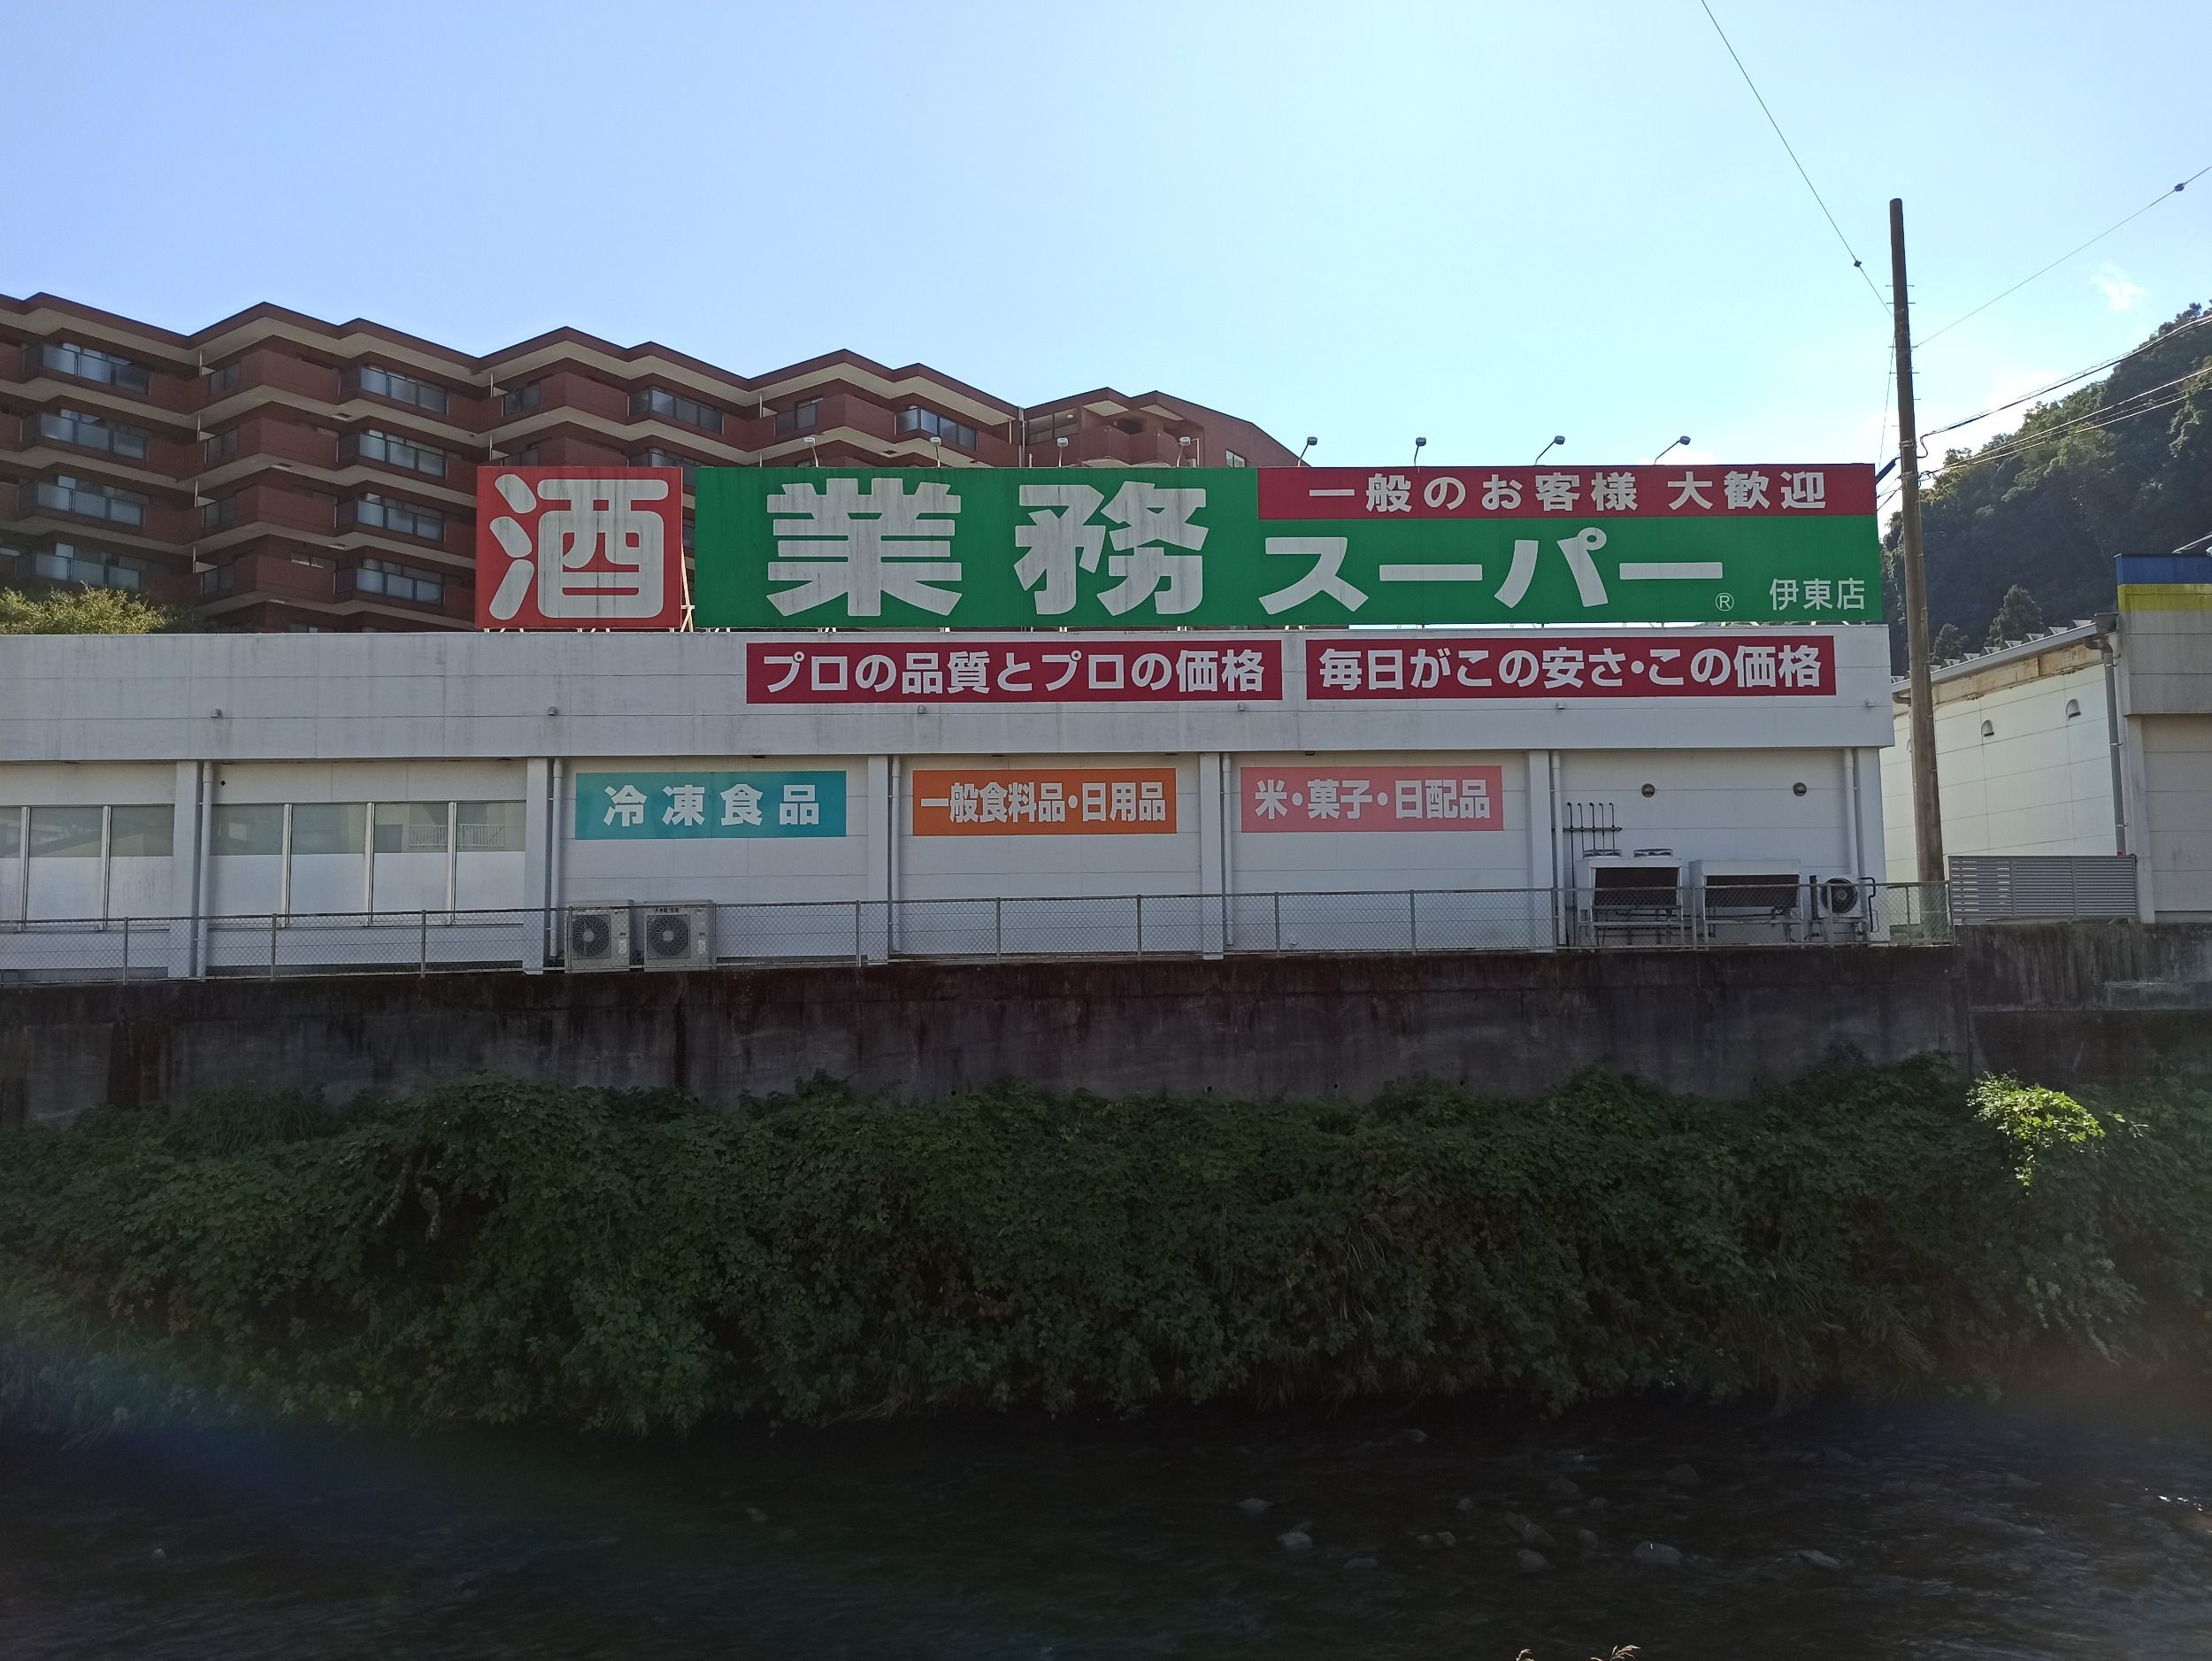 酒
一般のお客様 大歓迎
業務スーパー®
伊東店
プロの品質とプロの価格
毎日がこの安さ・この価格
冷凍食品
一般食料品・日用品
米・菓子・日配品